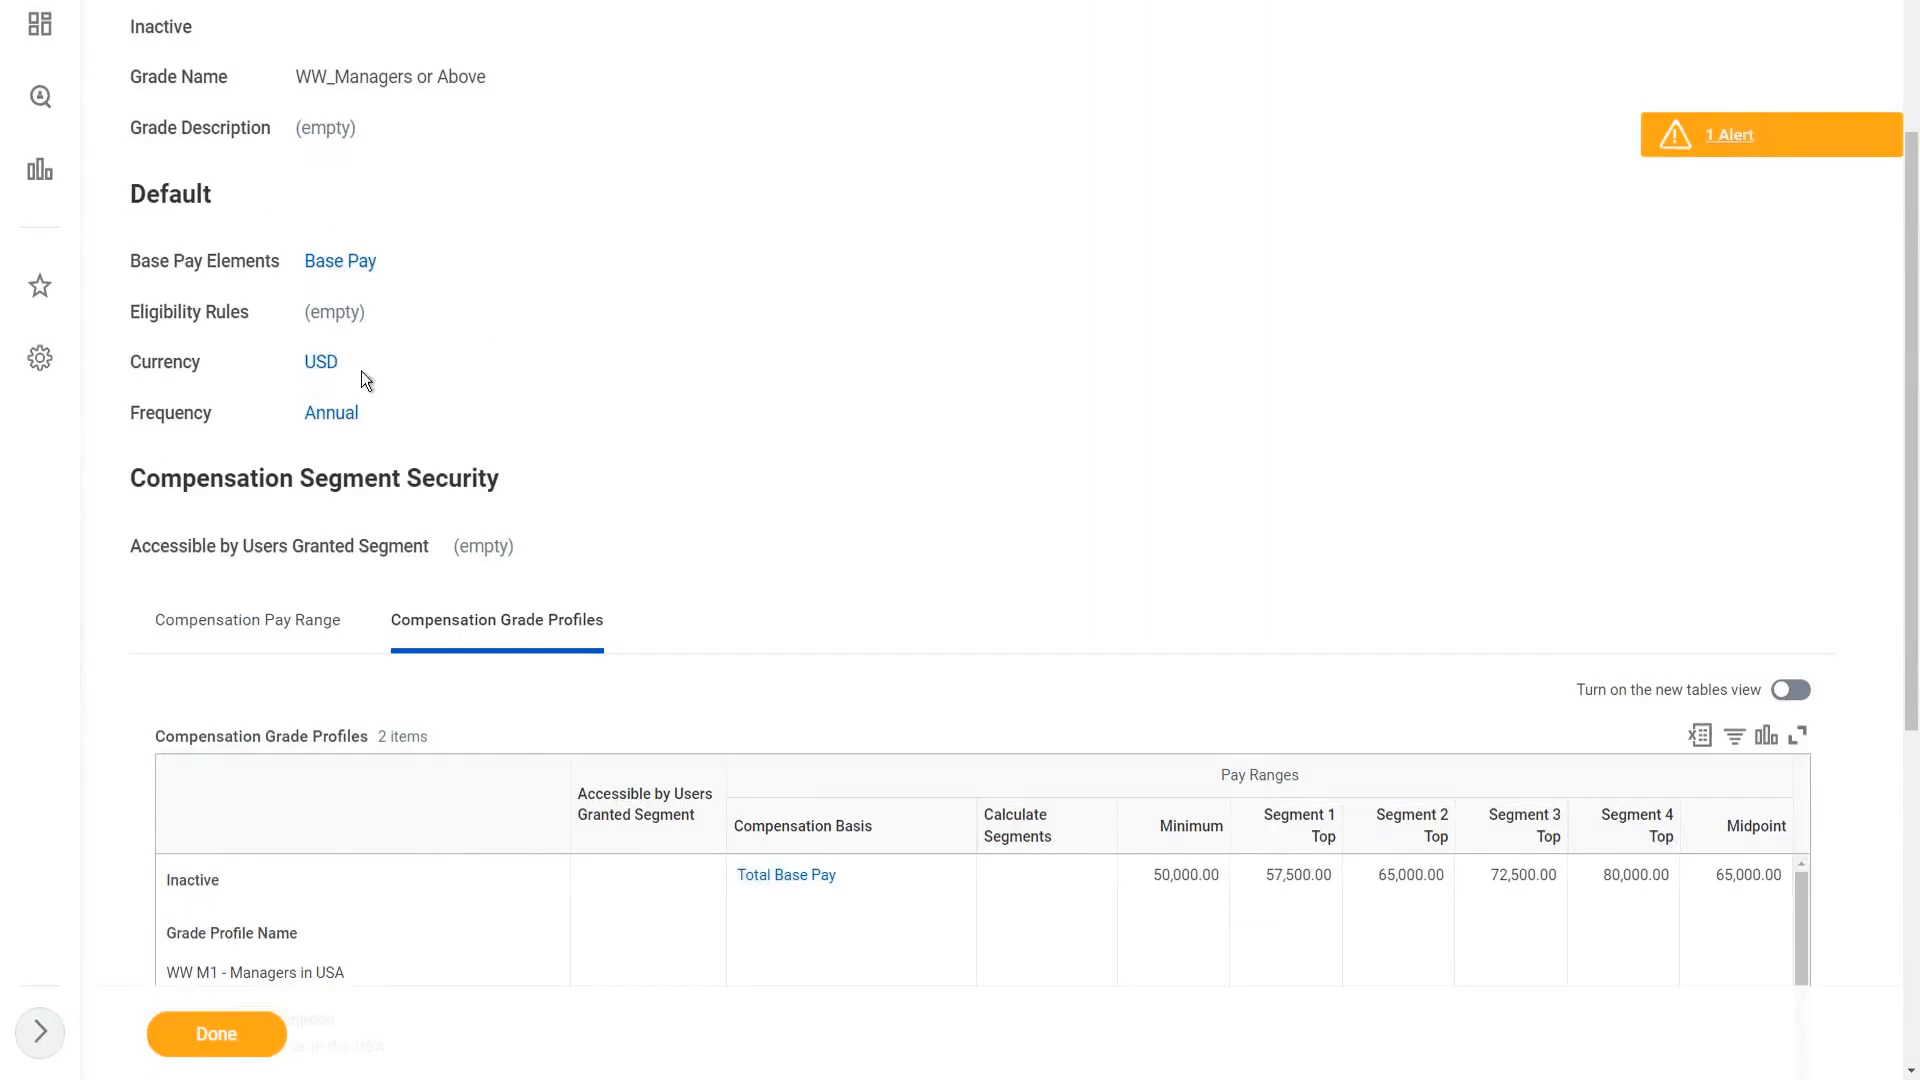 Inactive
Grade Name WW_Managers or Above
Grade Description (empty)
1 Alert
Default
Base Pay Elements Base Pay
Eligibility Rules (empty)
Currency USD
Frequency Annual
Compensation Segment Security
Accessible by Users Granted Segment (empty)
Compensation Pay Range Compensation Grade Profiles
Turn on the new tables view
Compensation Grade Profiles 2 items
Pay Ranges
Accessible by Users
Granted Segment
Compensation Basis
Calculate
Segments
Minimum
Segment 1
Top
Segment 2
Top
Segment 3
Top
Segment 4
Top
Midpoint
Inactive
Total Base Pay 50,000.00 57,500.00 65,000.00 72,500.00 80,000.00 65,000.00
Grade Profile Name
WW M1 - Managers in USA
Done
in the USA